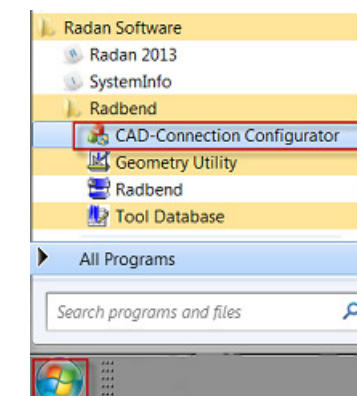 Radan Software
Radan 2013
SystemInfo
Radbend
CAD-Connection Configurator
Geometry Utility
Radbend
Tool Database
All Programs
Search programs and files